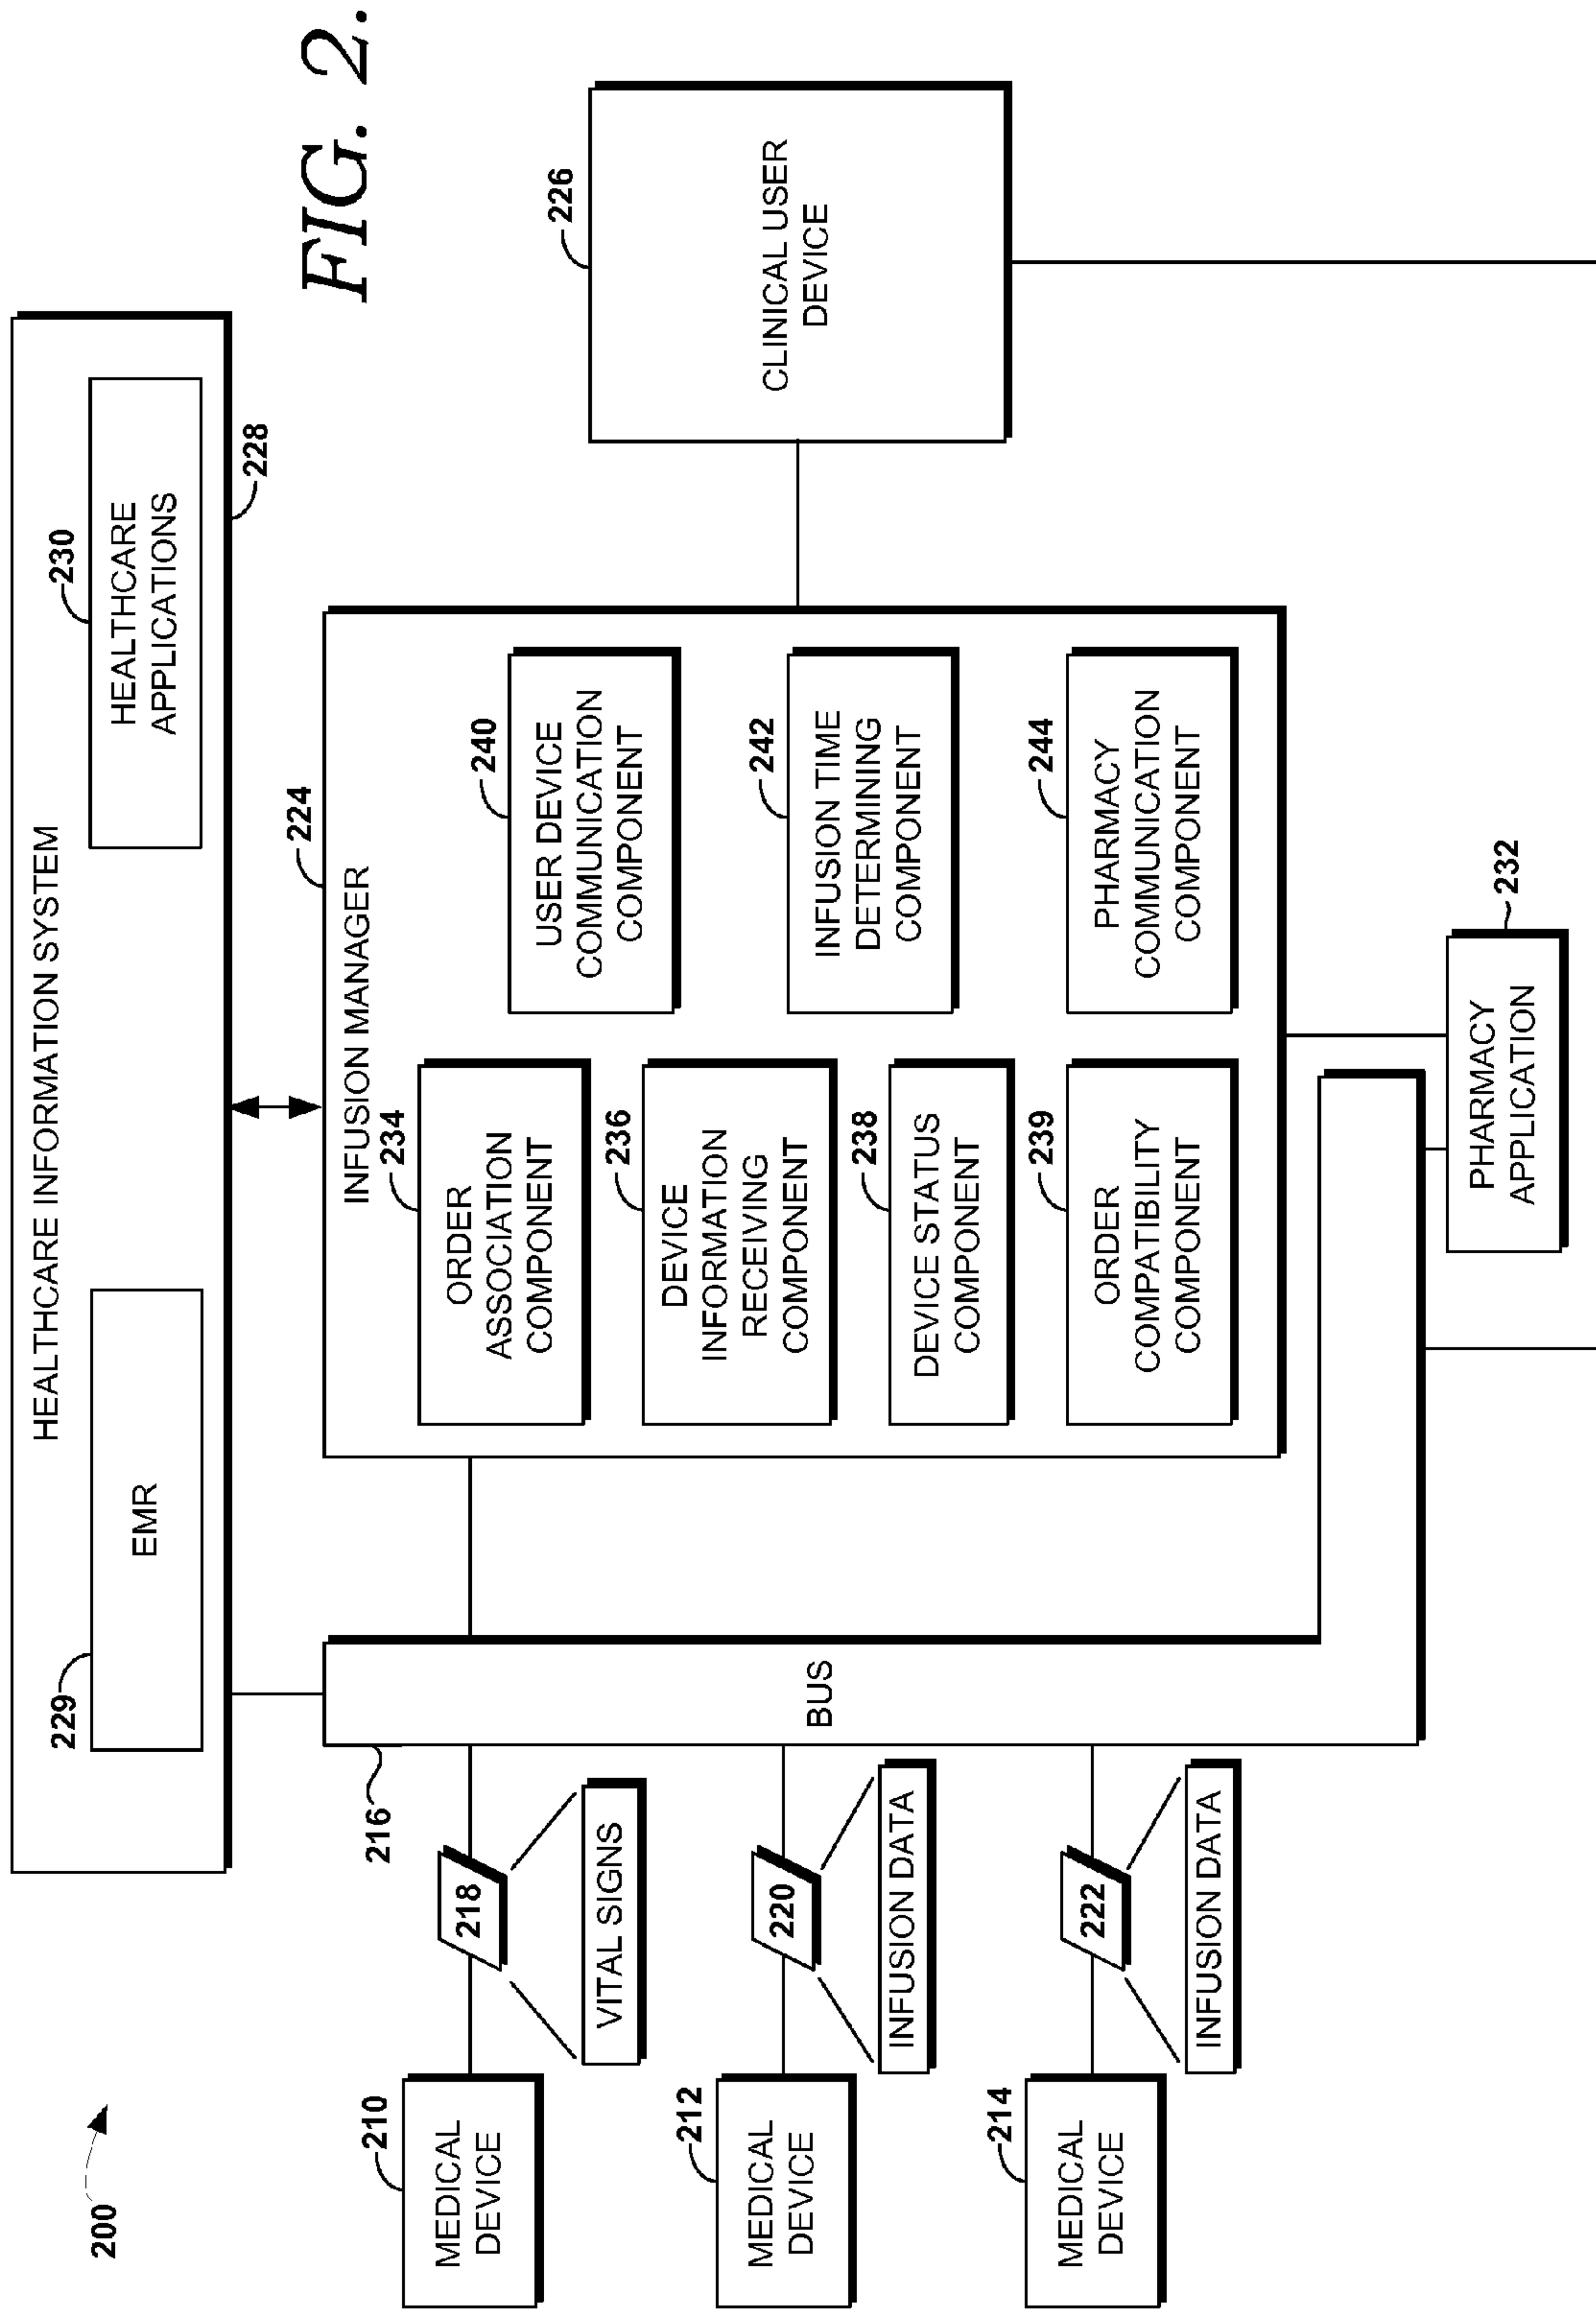 FIG. 2.
200
HEALTHCARE INFORMATION SYSTEM
229
EMR
230
HEALTHCARE
APPLICATIONS
228
210
MEDICAL
DEVICE
218
VITAL SIGNS
212
MEDICAL
DEVICE
220
INFUSION DATA
214
MEDICAL
DEVICE
222
INFUSION DATA
216
BUS
224
INFUSION MANAGER
234
ORDER
ASSOCIATION
COMPONENT
236
DEVICE
INFORMATION
RECEIVING
COMPONENT
238
DEVICE STATUS
COMPONENT
239
ORDER
COMPATIBILITY
COMPONENT
240
USER DEVICE
COMMUNICATION
COMPONENT
242
INFUSION TIME
DETERMINING
COMPONENT
244
PHARMACY
COMMUNICATION
COMPONENT
226
CLINICAL USER
DEVICE
232
PHARMACY
APPLICATION